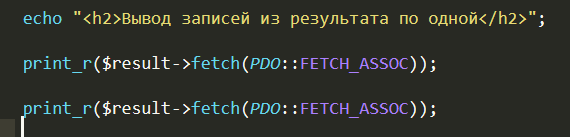 echo "<h2>Вывод записей из результата по одной</h2>";
print_r($result->fetch(PDO::FETCH_ASSOC));
print_r($result->fetch(PDO::FETCH_ASSOC));